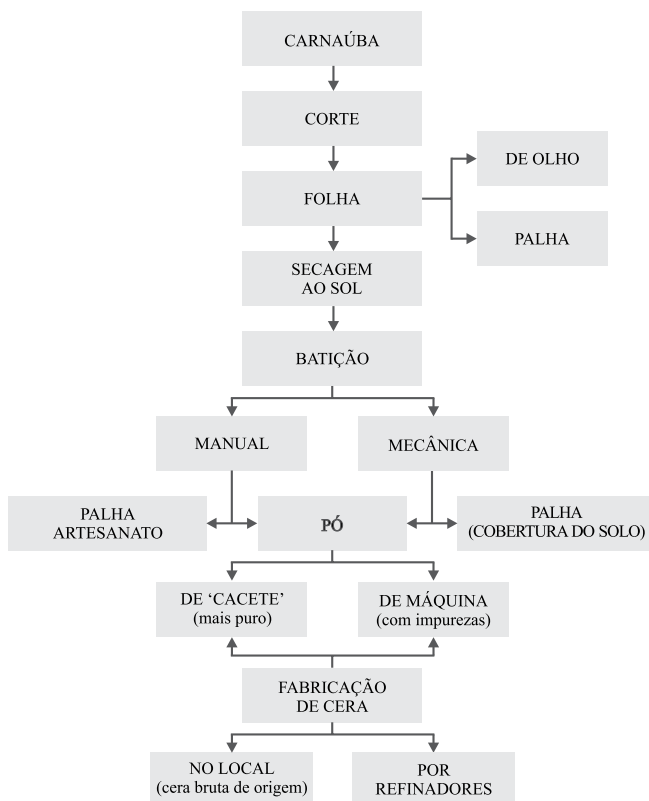 CARNAÚBA
CORTE
FOLHA
DE OLHO
PALHA
SECAGEM
AO SOL
BATIÇÃO
MANUAL
MECÂNICA
PALHA
ARTESANATO
PÓ
PALHA
(COBERTURA DO SOLO)
DE ‘CACETE’
(mais puro)
DE MÁQUINA
(com impurezas)
FABRICAÇÃO
DE CERA
NO LOCAL
(cera bruta de origem)
POR
REFINADORES